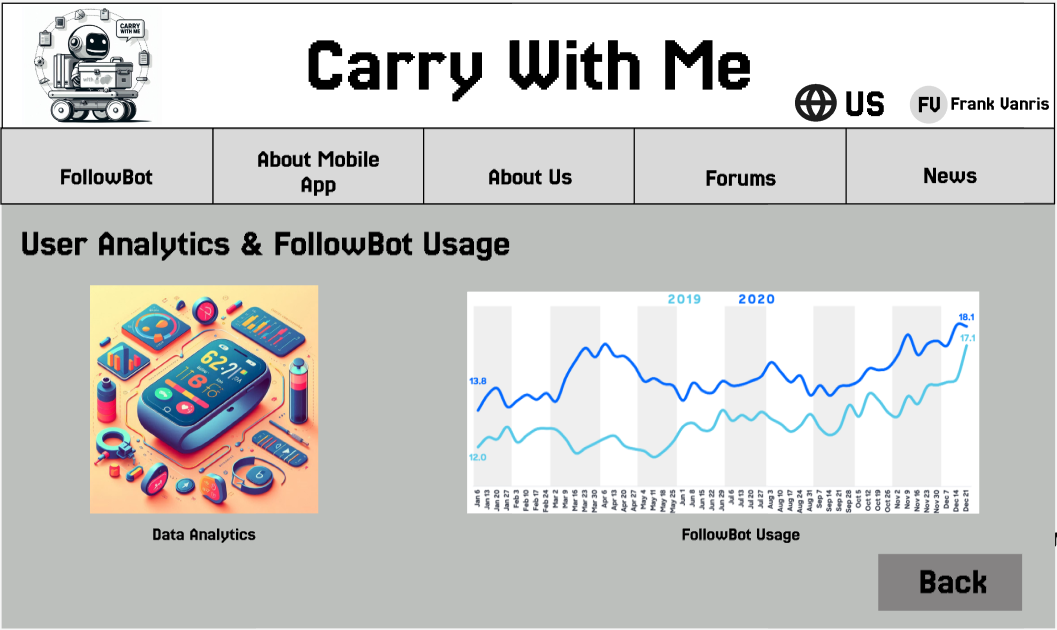 CARRY
WITH ME
with
Carry With Me
US
FV Frank Vanris
FollowBot
About Mobile
App
About Us
Forums
News
User Analytics & FollowBot Usage
2019 2020
18.1
17.1
13.8
12.0
Jan 6 Jan 13 Jan 20 Jan 27 Feb 3 Feb 10 Feb 17 Feb 24 Mar 2 Mar 9 Mar 16 Mar 23 Mar 30 Apr 6 Apr 13 Apr 20 Apr 27 May 4 May 11 May 18 May 25 Jun 1 Jun 8 Jun 15 Jun 22 Jun 29 Jul 6 Jul 13 Jul 20 Jul 27 Aug 3 Aug 10 Aug 17 Aug 24 Aug 31 Sep 7 Sep 14 Sep 21 Sep 28 Oct 5 Oct 12 Oct 19 Oct 26 Nov 2 Nov 9 Nov 16 Nov 23 Nov 30 Dec 7 Dec 14 Dec 21
Data Analytics
FollowBot Usage
Back